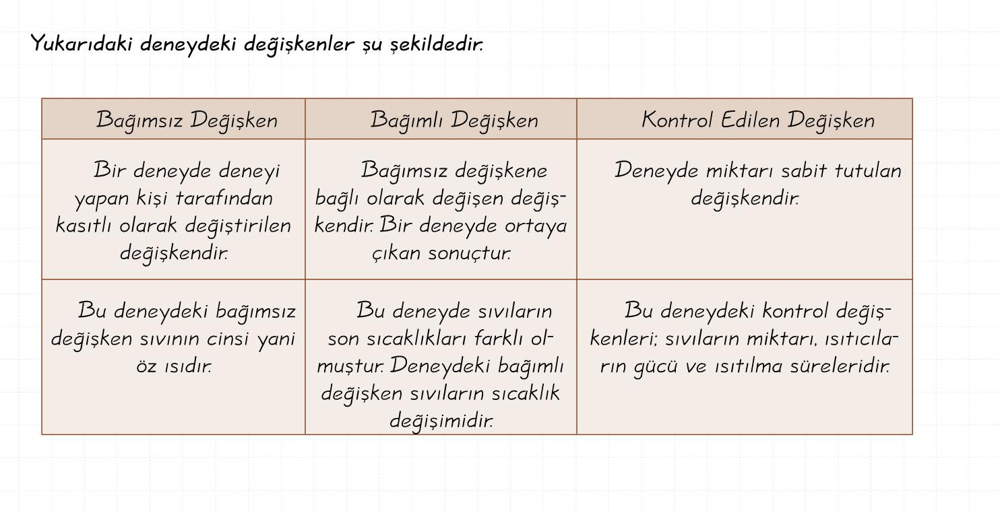 Yukarıdaki deneydeki değişkenler şu şekildedir.
Bağımsız Değişken
Bağımlı Değişken
Kontrol Edilen Değişken
Bir deneyde deneyi
yapan kişi tarafından
kasıtlı olarak değiştirilen
değişkendir.
Bağımsız değişkene
bağlı olarak değişen değiş-
kendir. Bir deneyde ortaya
çıkan sonuçtur.
Deneyde miktarı sabit tutulan
değişkendir.
Bu deneydeki bağımsız
değişken sıvının cinsi yani
öz ısıdır.
Bu deneyde sıvıların
son sıcaklıkları farklı ol-
muştur. Deneydeki bağımlı
değişken sıvıların sıcaklık
değişimidir.
Bu deneydeki kontrol değiş-
kenleri; sıvıların miktarı, ısıtıcıla-
rın gücü ve ısıtılma süreleridir.